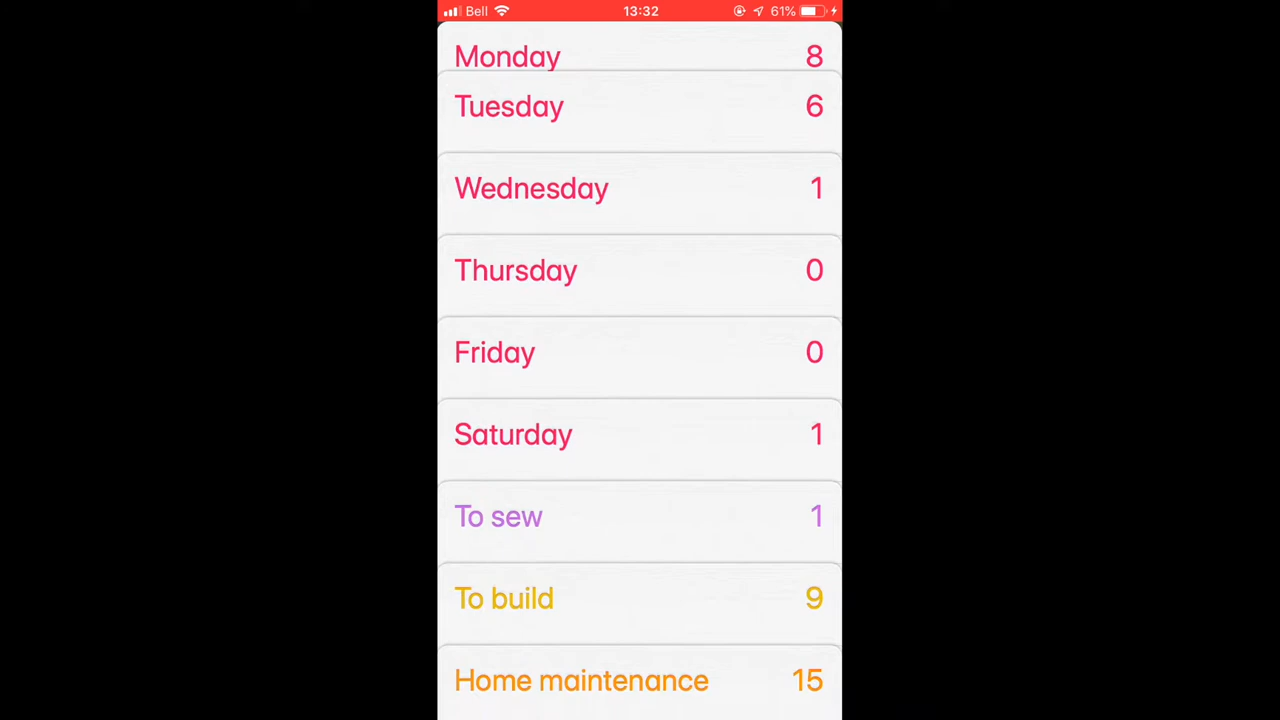 Bell 13:32 61%
Monday 8
Tuesday 6
Wednesday 1
Thursday 0
Friday 0
Saturday 1
To sew 1
To build 9
Home maintenance 15